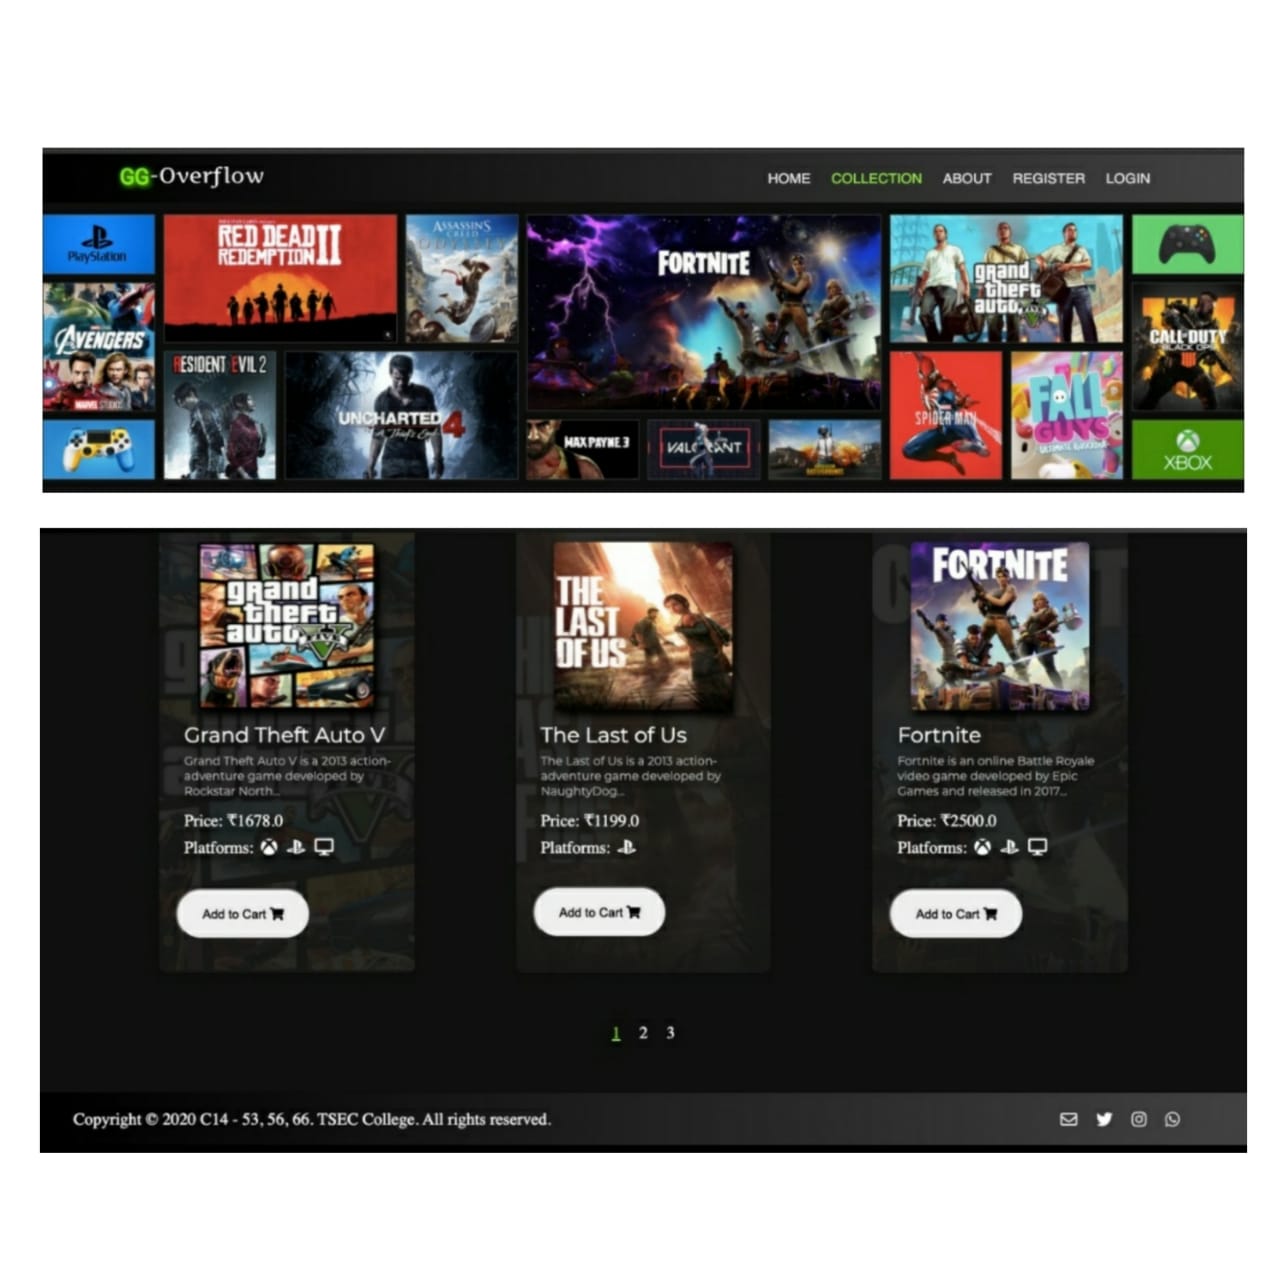 GG-Overflow
HOME COLLECTION ABOUT REGISTER LOGIN
PlayStation
RED DEAD
REDEMPTION II
ASSASSIN'S
CREED
ODYSSEY
FORTNITE
grand
theft
auto
AVENGERS
MARVEL STUDIOS
CALL OF DUTY
BLACK OPS
RESIDENT EVIL 2
UNCHARTED 4
A Thief's End
SPIDER-MAN
FALL
GUYS
ULTIMATE KNOCKOUT
MAX PAYNE 3
VALORANT
BATTLEGROUNDS
XBOX
grand
theft
auto
V
FIVE
THE
LAST
OF US
FORTNITE
Grand Theft Auto V
Grand Theft Auto V is a 2013 action-
adventure game developed by
Rockstar North...
Price: ₹1678.0
Platforms:
Add to Cart
The Last of Us
The Last of Us is a 2013 action-
adventure game developed by
NaughtyDog...
Price: ₹1199.0
Platforms:
Add to Cart
Fortnite
Fortnite is an online Battle Royale
video game developed by Epic
Games and released in 2017...
Price: ₹2500.0
Platforms:
Add to Cart
1 2 3
Copyright © 2020 C14 - 53, 56, 66. TSEC College. All rights reserved.